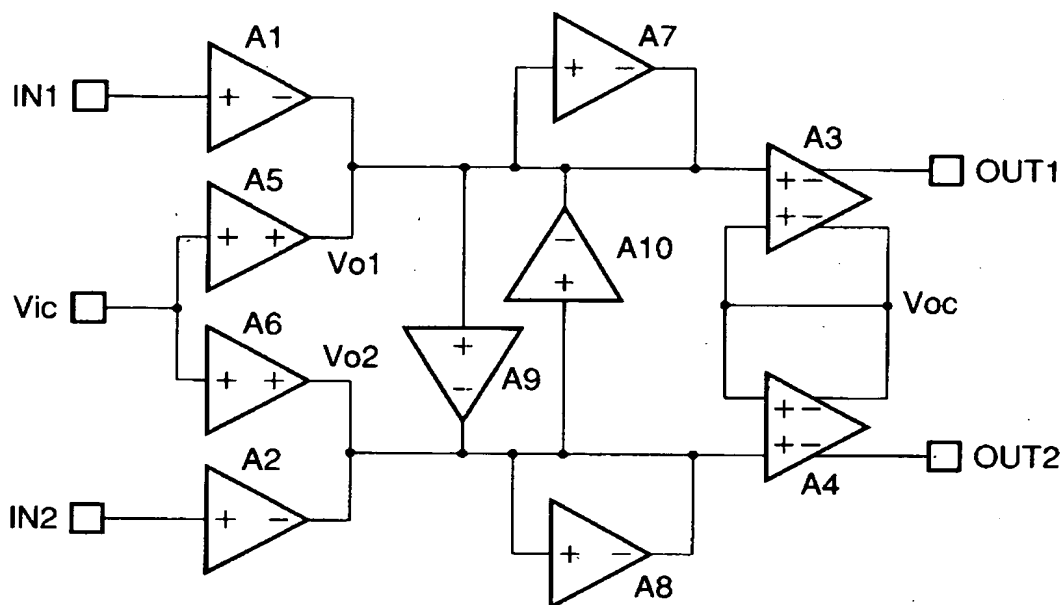 A1
A7
IN1
+ -
+ -
A3
A5
+ -
OUT1
+ +
+ -
Vo1
-
A10
+
Vic
Voc
A6
Vo2
+
+ +
-
A9
+ -
A2
+ -
OUT2
A4
IN2
+ -
+ -
A8